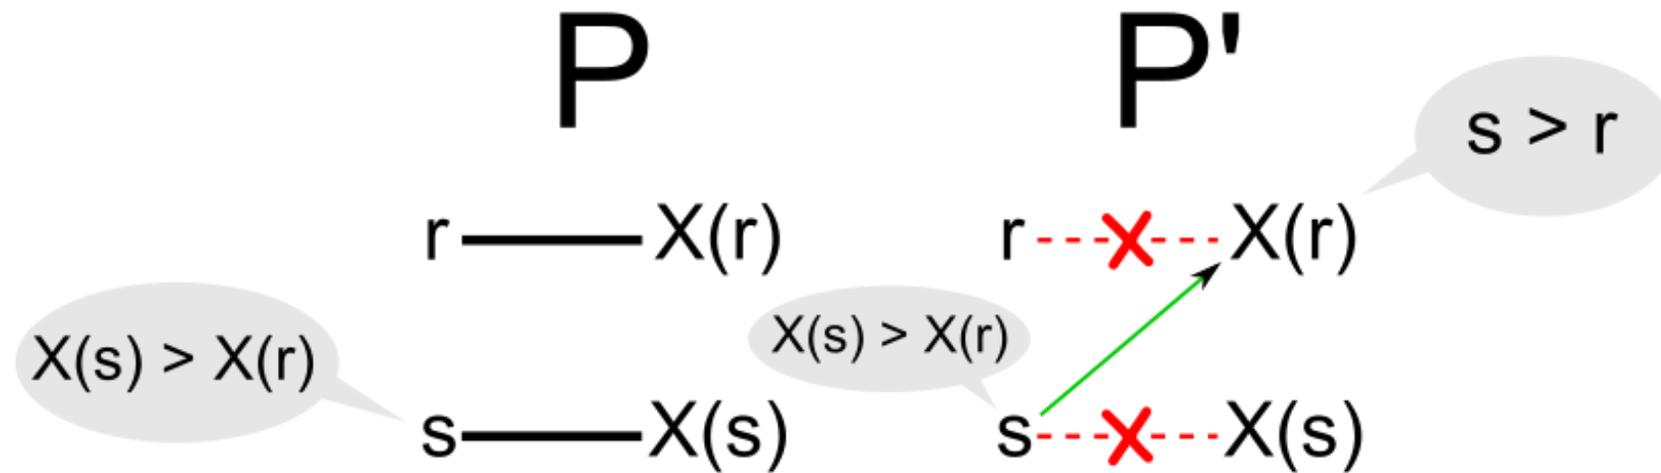 P P'
s > r
r X(r) r X(r)
X(s) > X(r) X(s) > X(r)
s X(s) s X(s)